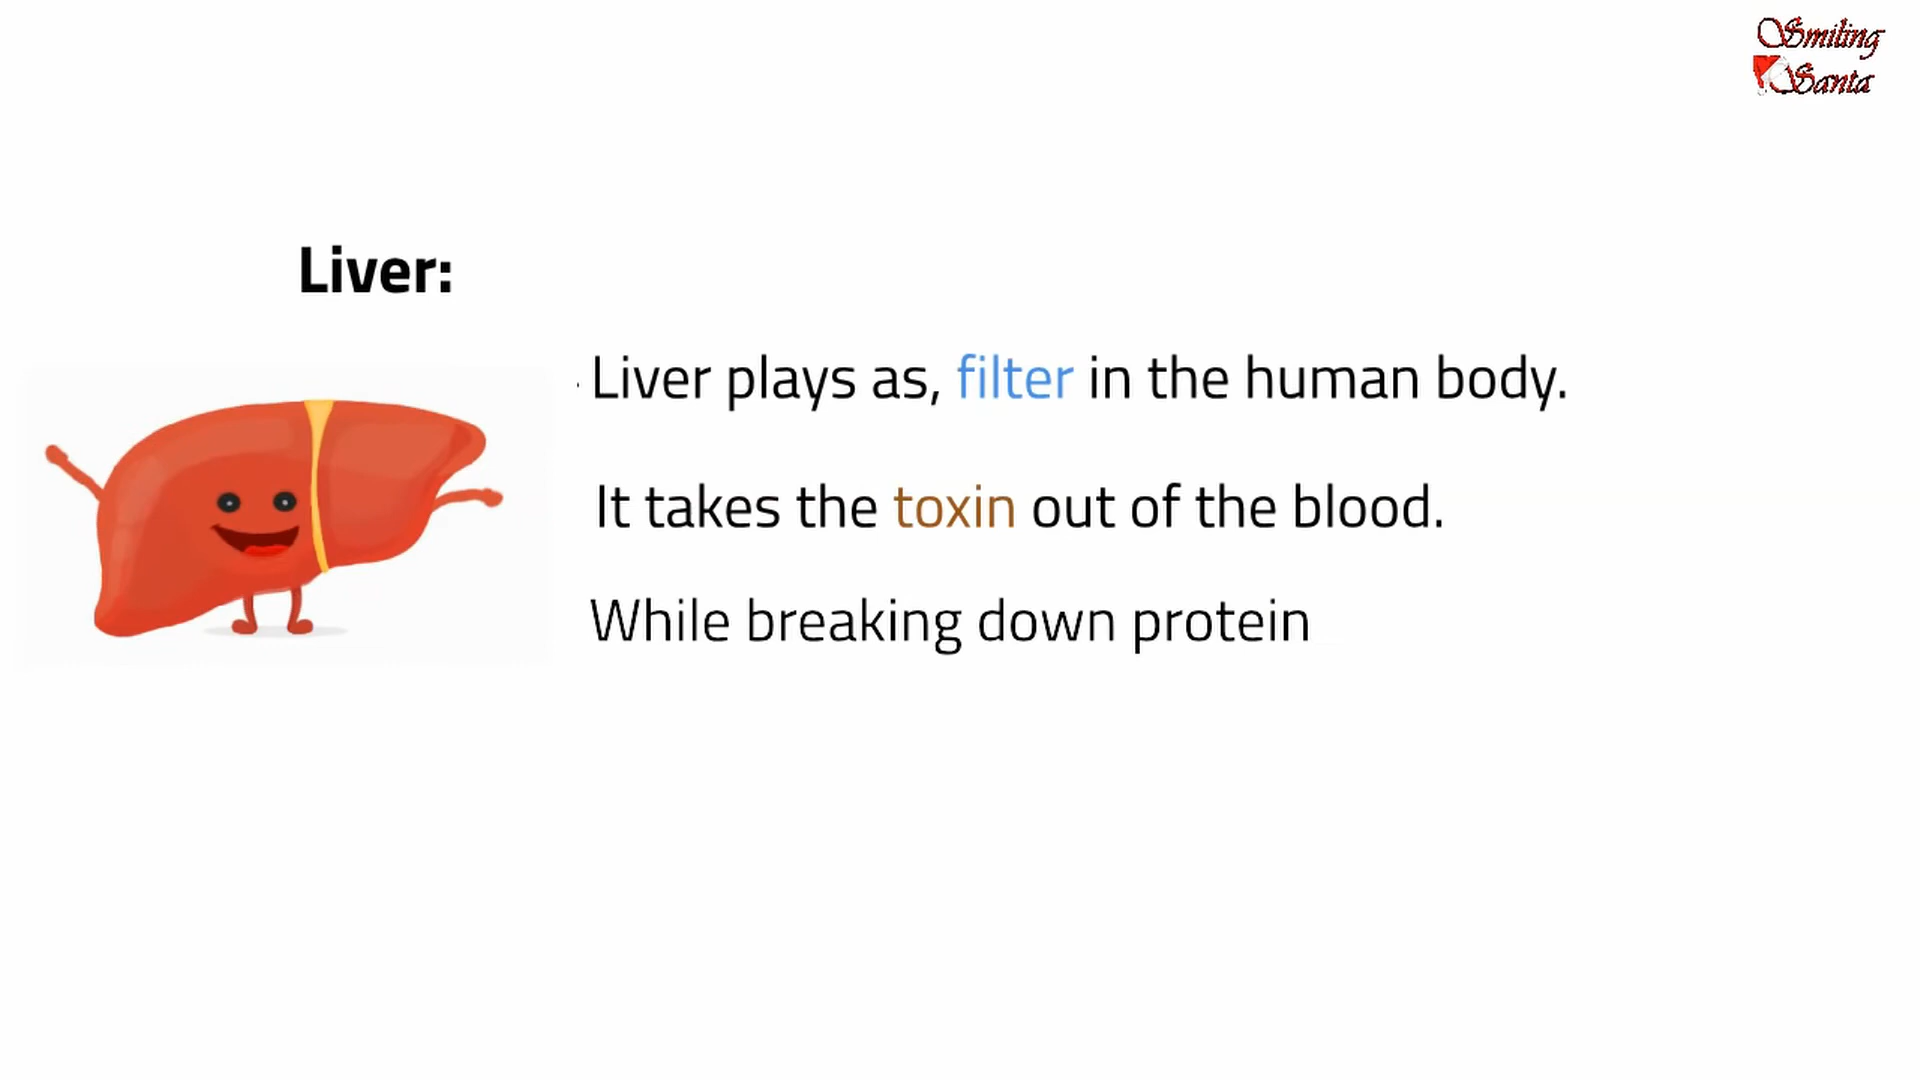 Smiling
Santa
Liver:
Liver plays as, filter in the human body.
It takes the toxin out of the blood.
While breaking down protein